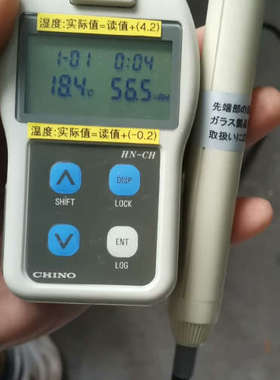 湿度:实际值=读值+(4.2)
1-01 0:04
18.4℃ 56.5%RH
温度:实际值=读值+(-0.2)
HN-CH
DISP
SHIFT
LOCK
ENT
LOG
CHINO
先端部の
ガラス製
取扱いに